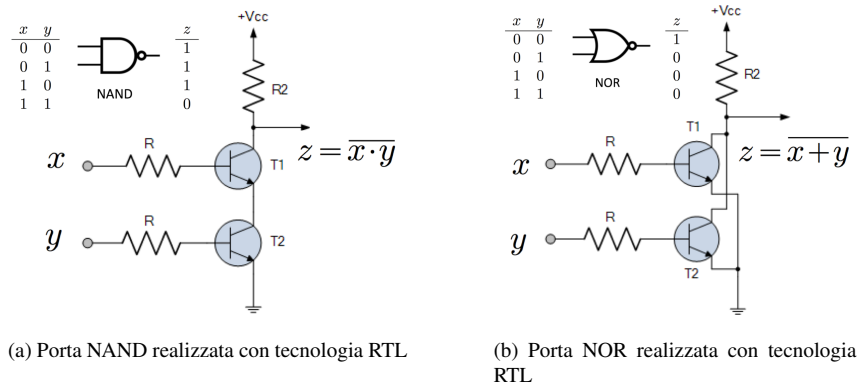 x y z
0 0 1
0 1 1
1 0 1
1 1 0
NAND
+Vcc
R2
x
R
T1
z = \overline{x · y}
y
R
T2
(a) Porta NAND realizzata con tecnologia RTL
x y z
0 0 1
0 1 0
1 0 0
1 1 0
NOR
+Vcc
R2
T1
x
R
z = \overline{x + y}
y
R
T2
(b) Porta NOR realizzata con tecnologia
RTL